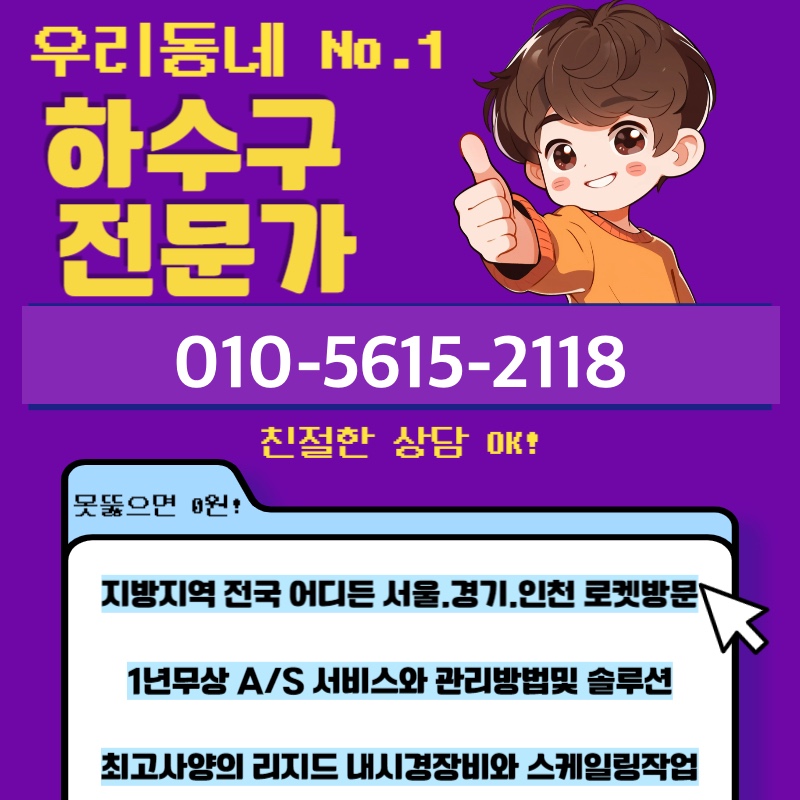 우리동네 No.1
하수구
전문가
010-5615-2118
친절한 상담 OK!
못뚫으면 0원!
지방지역 전국 어디든 서울.경기.인천 로켓방문
1년무상 A/S 서비스와 관리방법및 솔루션
최고사양의 리지드 내시경장비와 스케일링작업